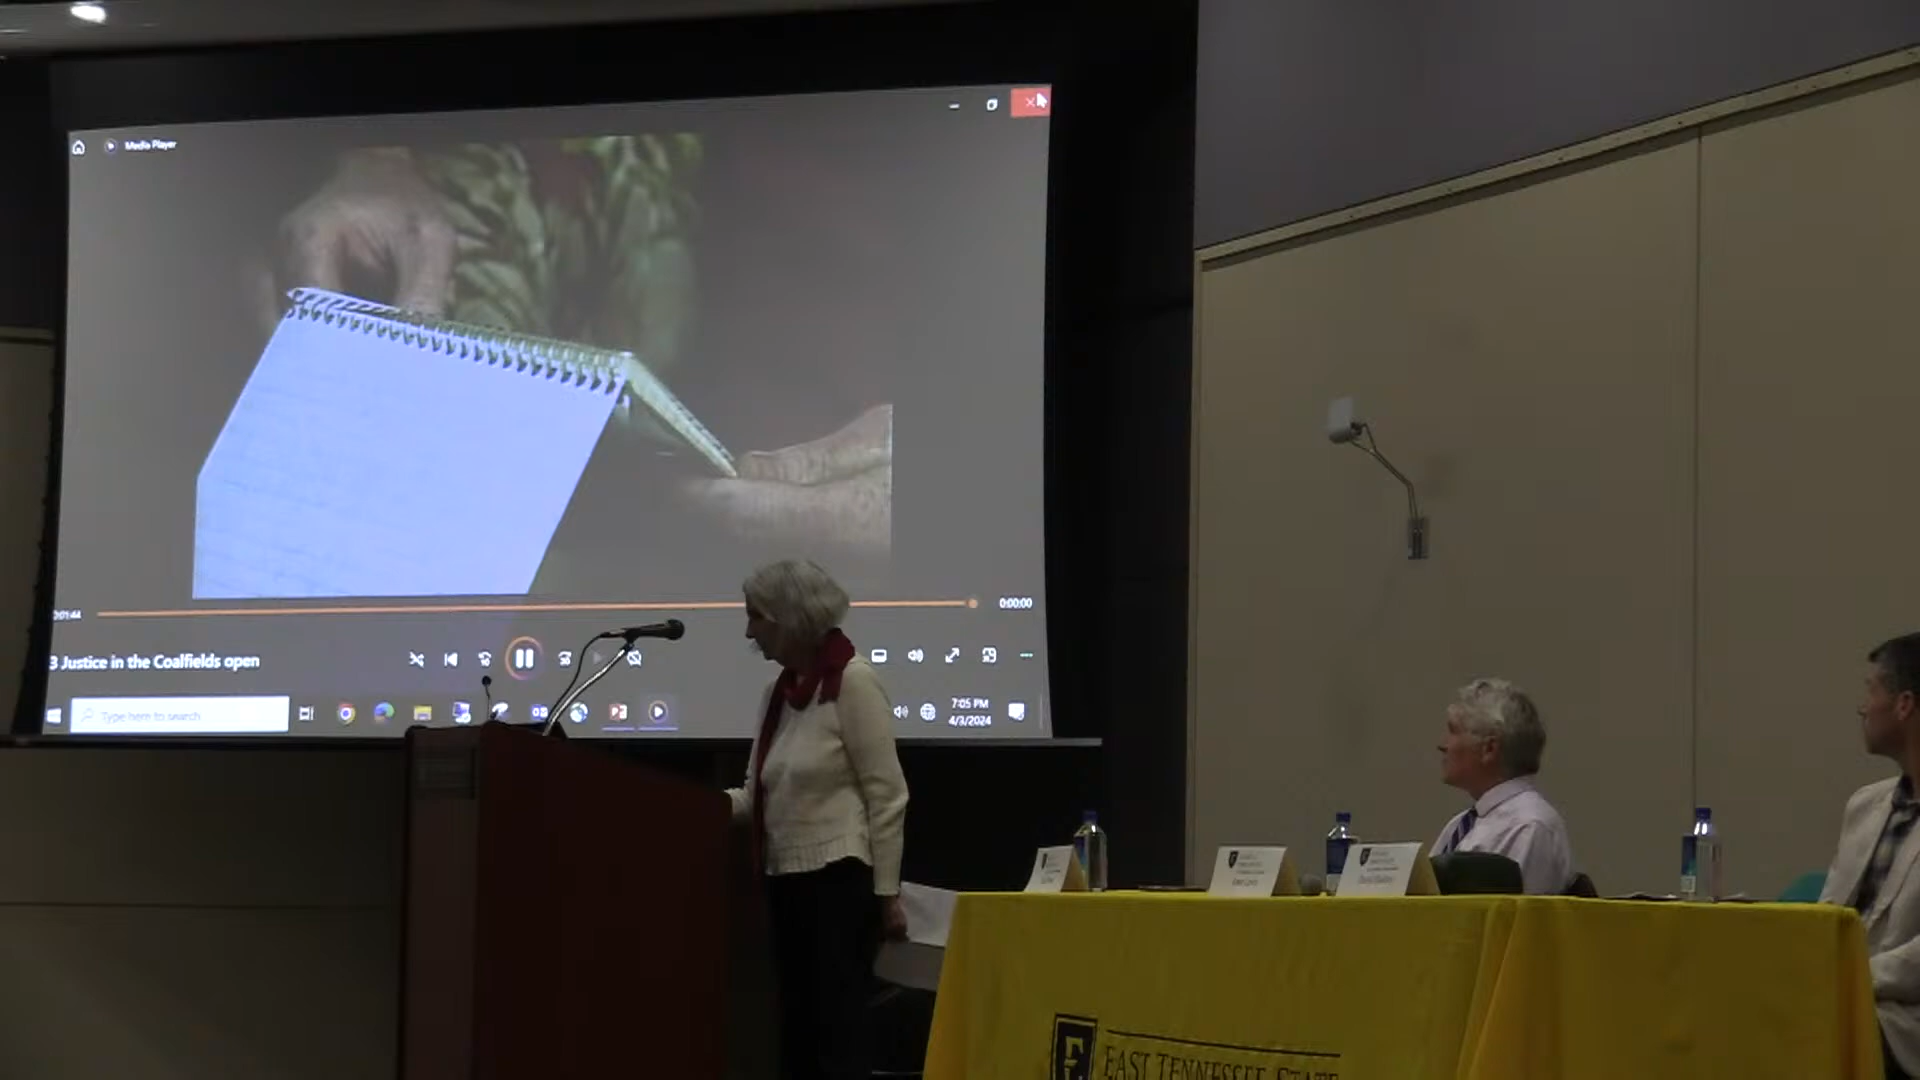 Media Player
0:01:44
0:00:00
3 Justice in the Coalfields open
Type here to search
7:05 PM
4/3/2024
EAST TENNESSEE STATE